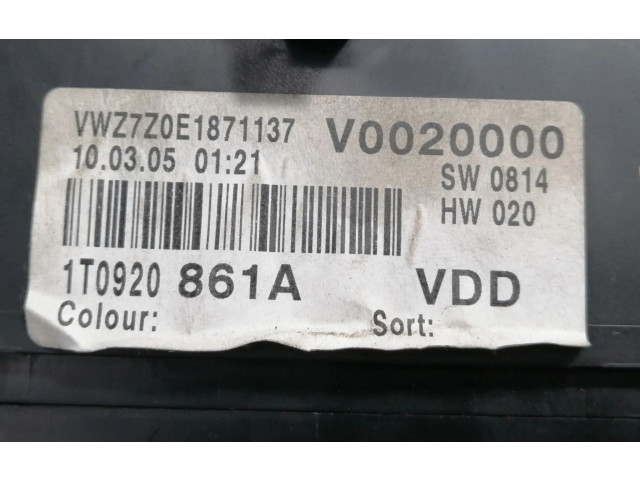 VWZ7Z0E1871137 V0020000
10.03.05 01:21 SW 0814
HW 020
1T0920 861A VDD
Colour: Sort: